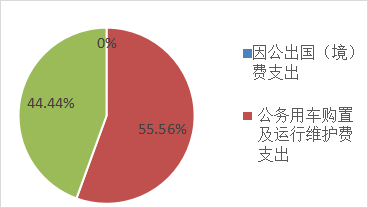 0%
44.44%
55.56%
因公出国（境）
费支出
公务用车购置
及运行维护费
支出